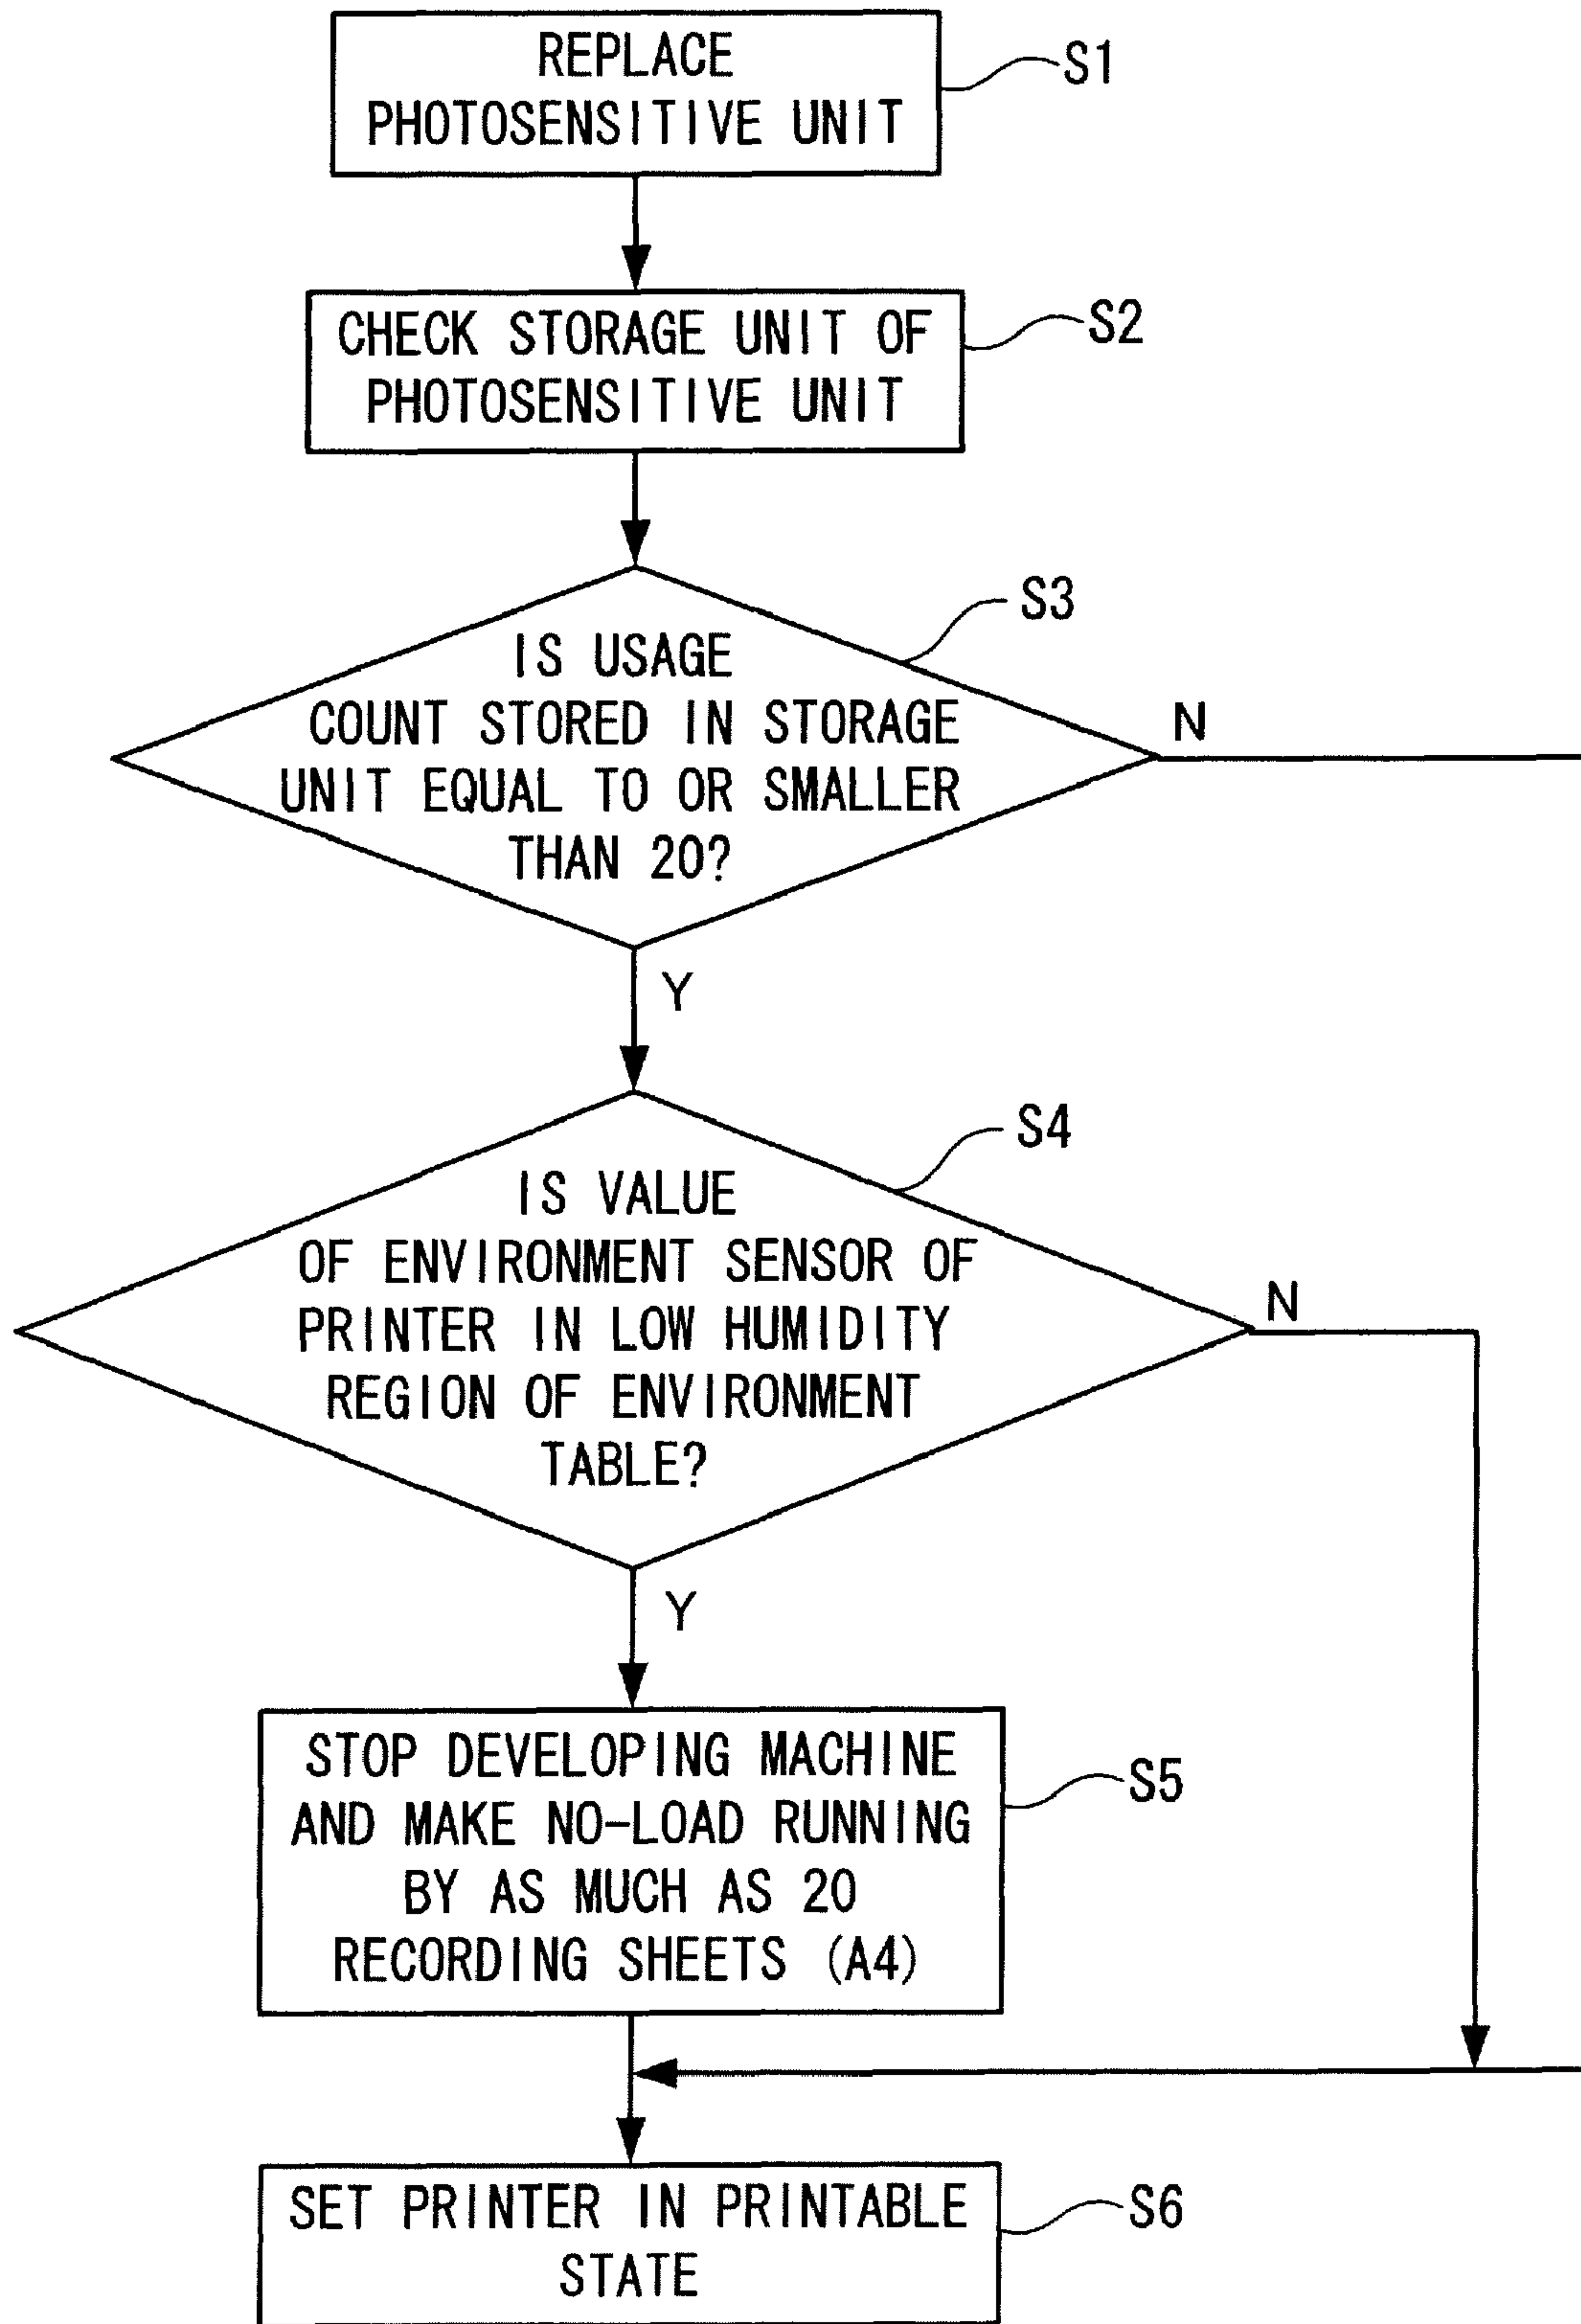 REPLACE
PHOTOSENSITIVE UNIT
S1
CHECK STORAGE UNIT OF
PHOTOSENSITIVE UNIT
S2
S3
IS USAGE
COUNT STORED IN STORAGE
UNIT EQUAL TO OR SMALLER
THAN 20?
N
Y
S4
IS VALUE
OF ENVIRONMENT SENSOR OF
PRINTER IN LOW HUMIDITY
REGION OF ENVIRONMENT
TABLE?
N
Y
STOP DEVELOPING MACHINE
AND MAKE NO-LOAD RUNNING
BY AS MUCH AS 20
RECORDING SHEETS (A4)
S5
SET PRINTER IN PRINTABLE
STATE
S6